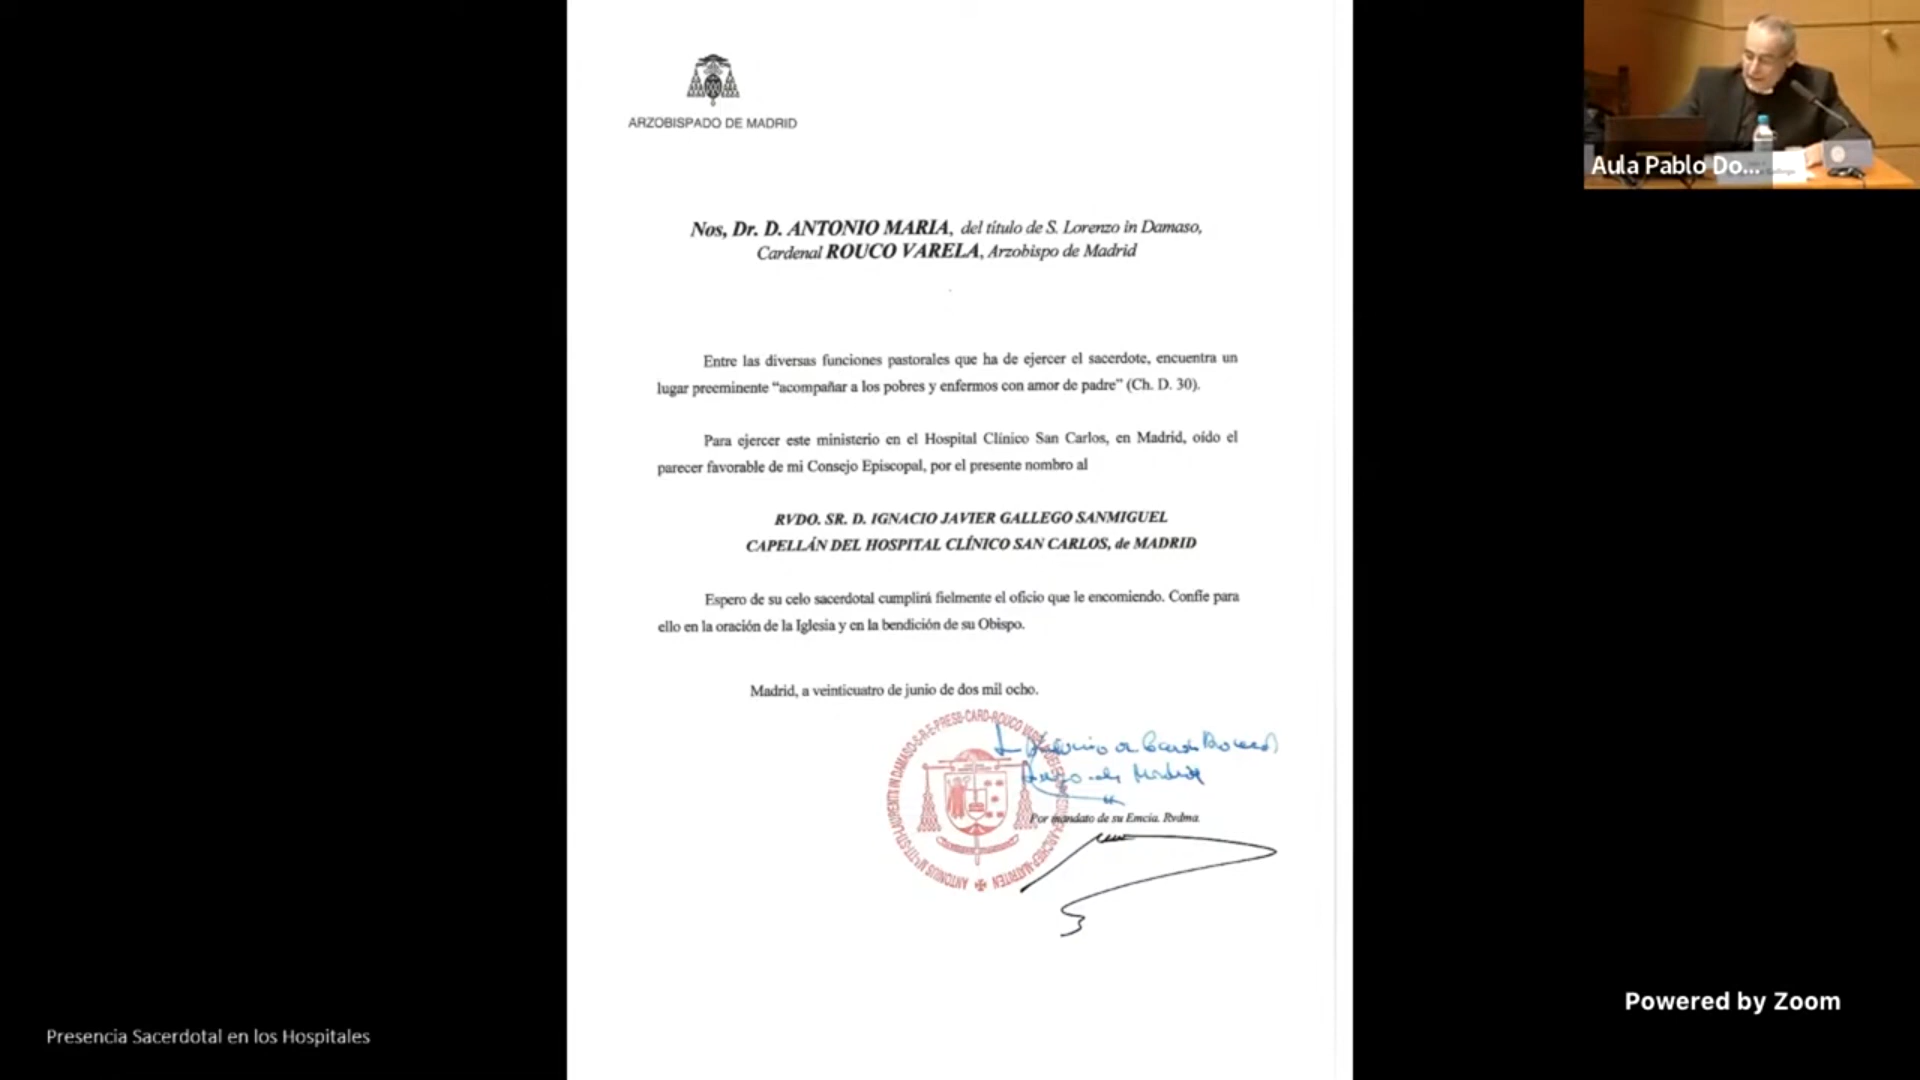 ARZOBISPADO DE MADRID
Nos, Dr. D. ANTONIO MARIA, del título de S. Lorenzo in Damaso,
Cardenal ROUCO VARELA, Arzobispo de Madrid
Entre las diversas funciones pastorales que ha de ejercer el sacerdote, encuentra un
lugar preeminente “acompañar a los pobres y enfermos con amor de padre” (Ch. D. 30).
Para ejercer este ministerio en el Hospital Clínico San Carlos, en Madrid, oído el
parecer favorable de mi Consejo Episcopal, por el presente nombro al
RVDO. SR. D. IGNACIO JAVIER GALLEGO SANMIGUEL
CAPELLÁN DEL HOSPITAL CLÍNICO SAN CARLOS, de MADRID
Espero de su celo sacerdotal cumplirá fielmente el oficio que le encomiendo. Confíe para
ello en la oración de la Iglesia y en la bendición de su Obispo.
Madrid, a veinticuatro de junio de dos mil ocho.
Por mandato de su Emcia. Rvdma.
Aula Pablo Do...
Powered by Zoom
Presencia Sacerdotal en los Hospitales